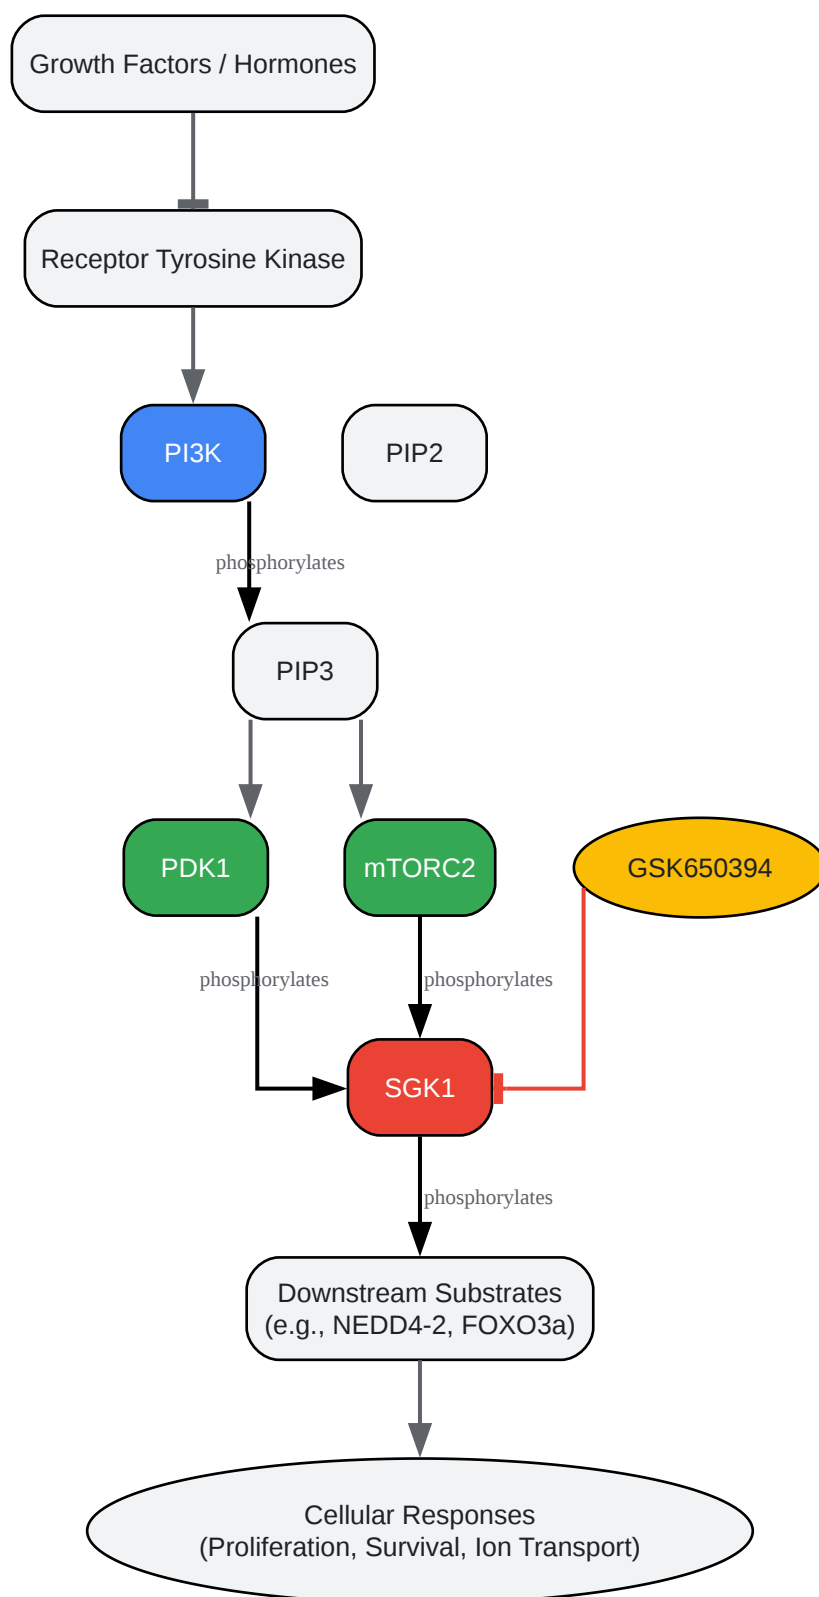 Growth Factors / Hormones
Receptor Tyrosine Kinase
PI3K
PIP2
phosphorylates
PIP3
PDK1
mTORC2
GSK650394
phosphorylates
phosphorylates
SGK1
phosphorylates
Downstream Substrates
(e.g., NEDD4-2, FOXO3a)
Cellular Responses
(Proliferation, Survival, Ion Transport)